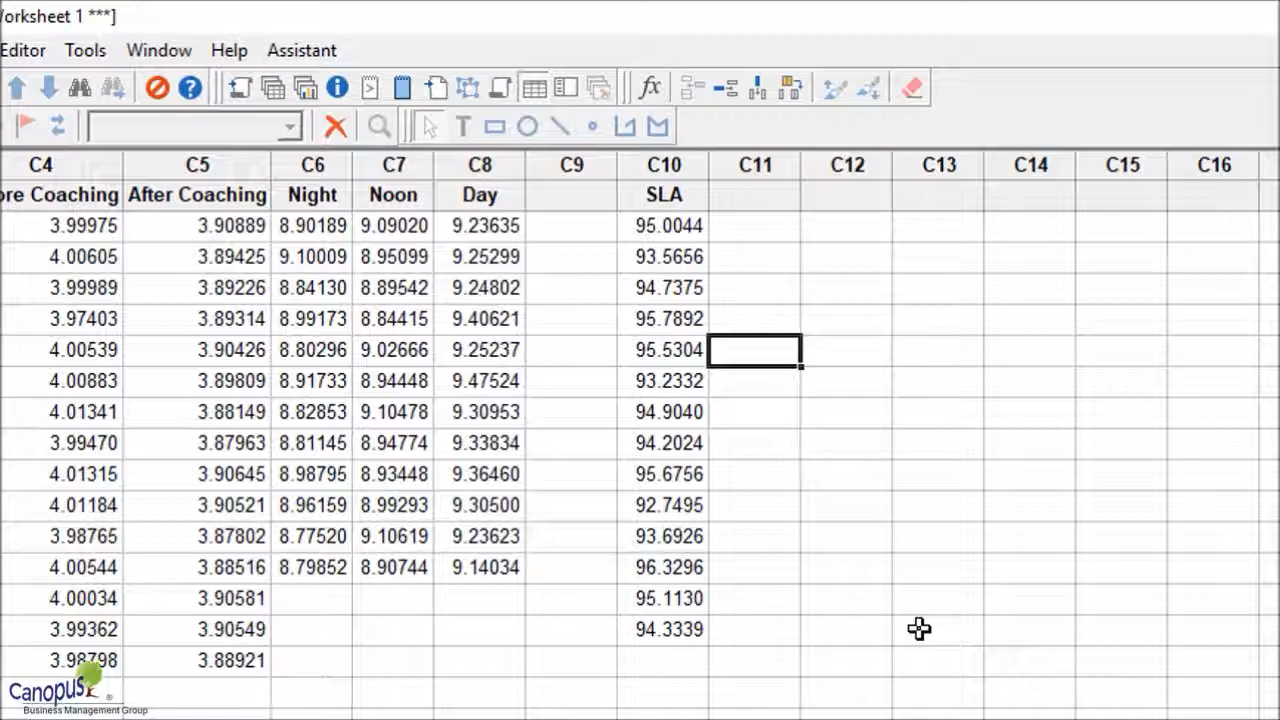 orksheet 1 ***]
Editor Tools Window Help Assistant
fx
T
C4 C5 C6 C7 C8 C9 C10 C11 C12 C13 C14 C15 C16
ore Coaching After Coaching Night Noon Day SLA
3.99975 3.90889 8.90189 9.09020 9.23635 95.0044
4.00605 3.89425 9.10009 8.95099 9.25299 93.5656
3.99989 3.89226 8.84130 8.89542 9.24802 94.7375
3.97403 3.89314 8.99173 8.84415 9.40621 95.7892
4.00539 3.90426 8.80296 9.02666 9.25237 95.5304
4.00883 3.89809 8.91733 8.94448 9.47524 93.2332
4.01341 3.88149 8.82853 9.10478 9.30953 94.9040
3.99470 3.87963 8.81145 8.94774 9.33834 94.2024
4.01315 3.90645 8.98795 8.93448 9.36460 95.6756
4.01184 3.90521 8.96159 8.99293 9.30500 92.7495
3.98765 3.87802 8.77520 9.10619 9.23623 93.6926
4.00544 3.88516 8.79852 8.90744 9.14034 96.3296
4.00034 3.90581 95.1130
3.99362 3.90549 94.3339
3.98798 3.88921
Canopus ®
Business Management Group